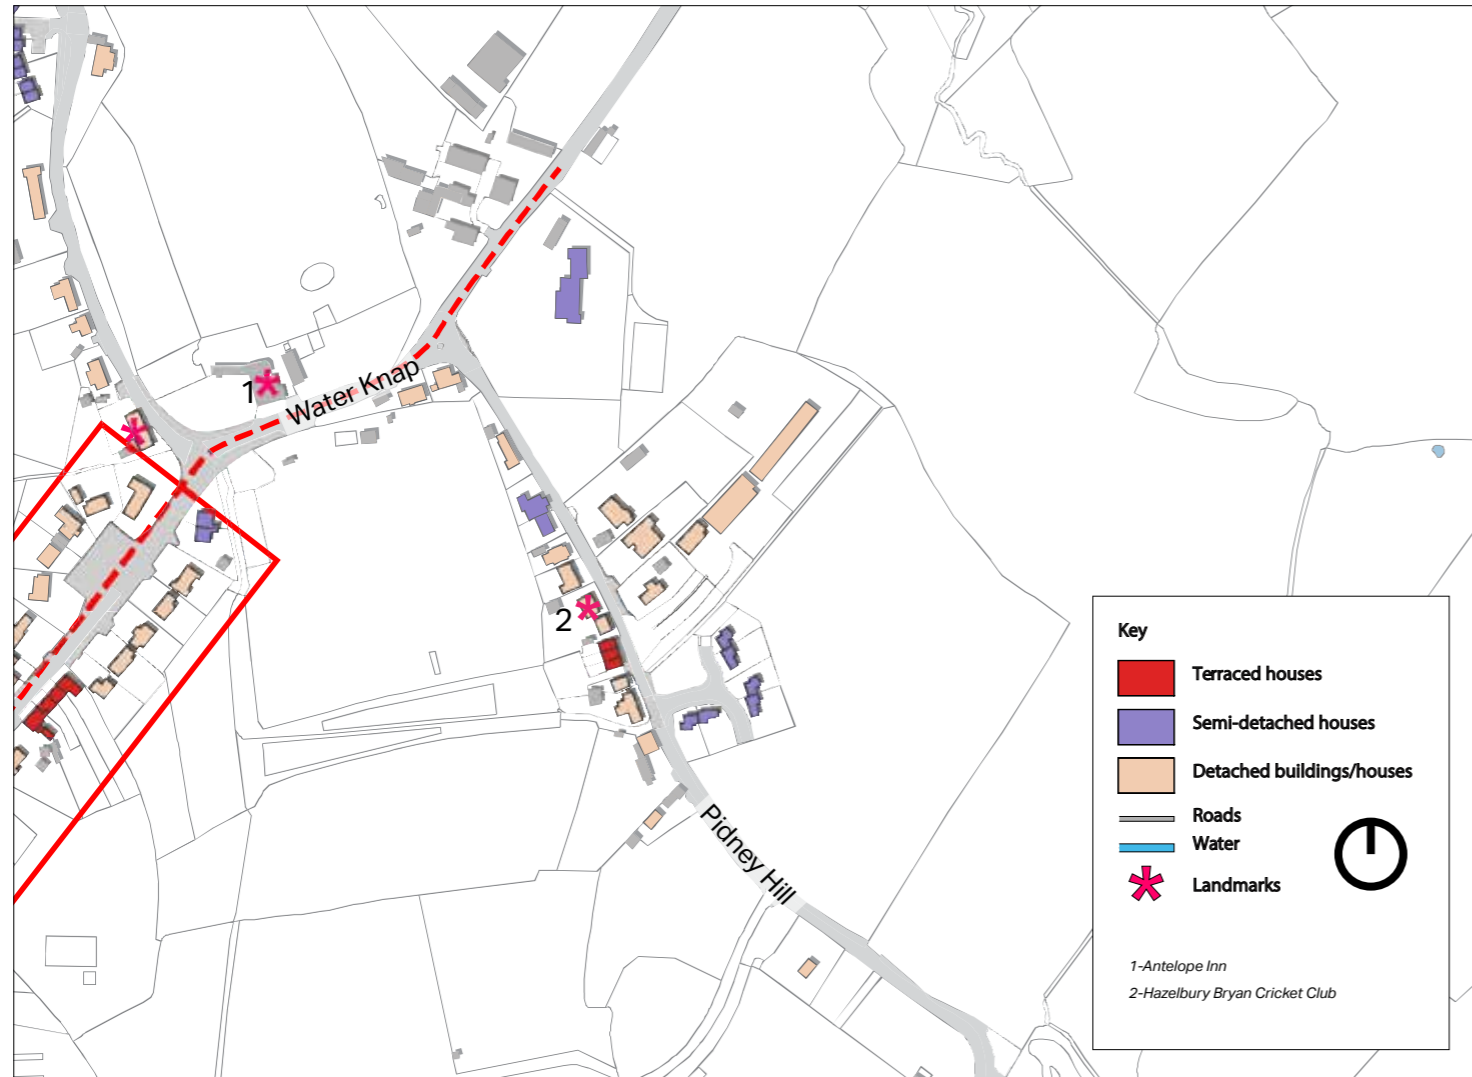 1
Water Knap
2
Pidney Hill
Key
Terraced houses
Semi-detached houses
Detached buildings/houses
Roads
Water
Landmarks
1-Antelope Inn
2-Hazelbury Bryan Cricket Club